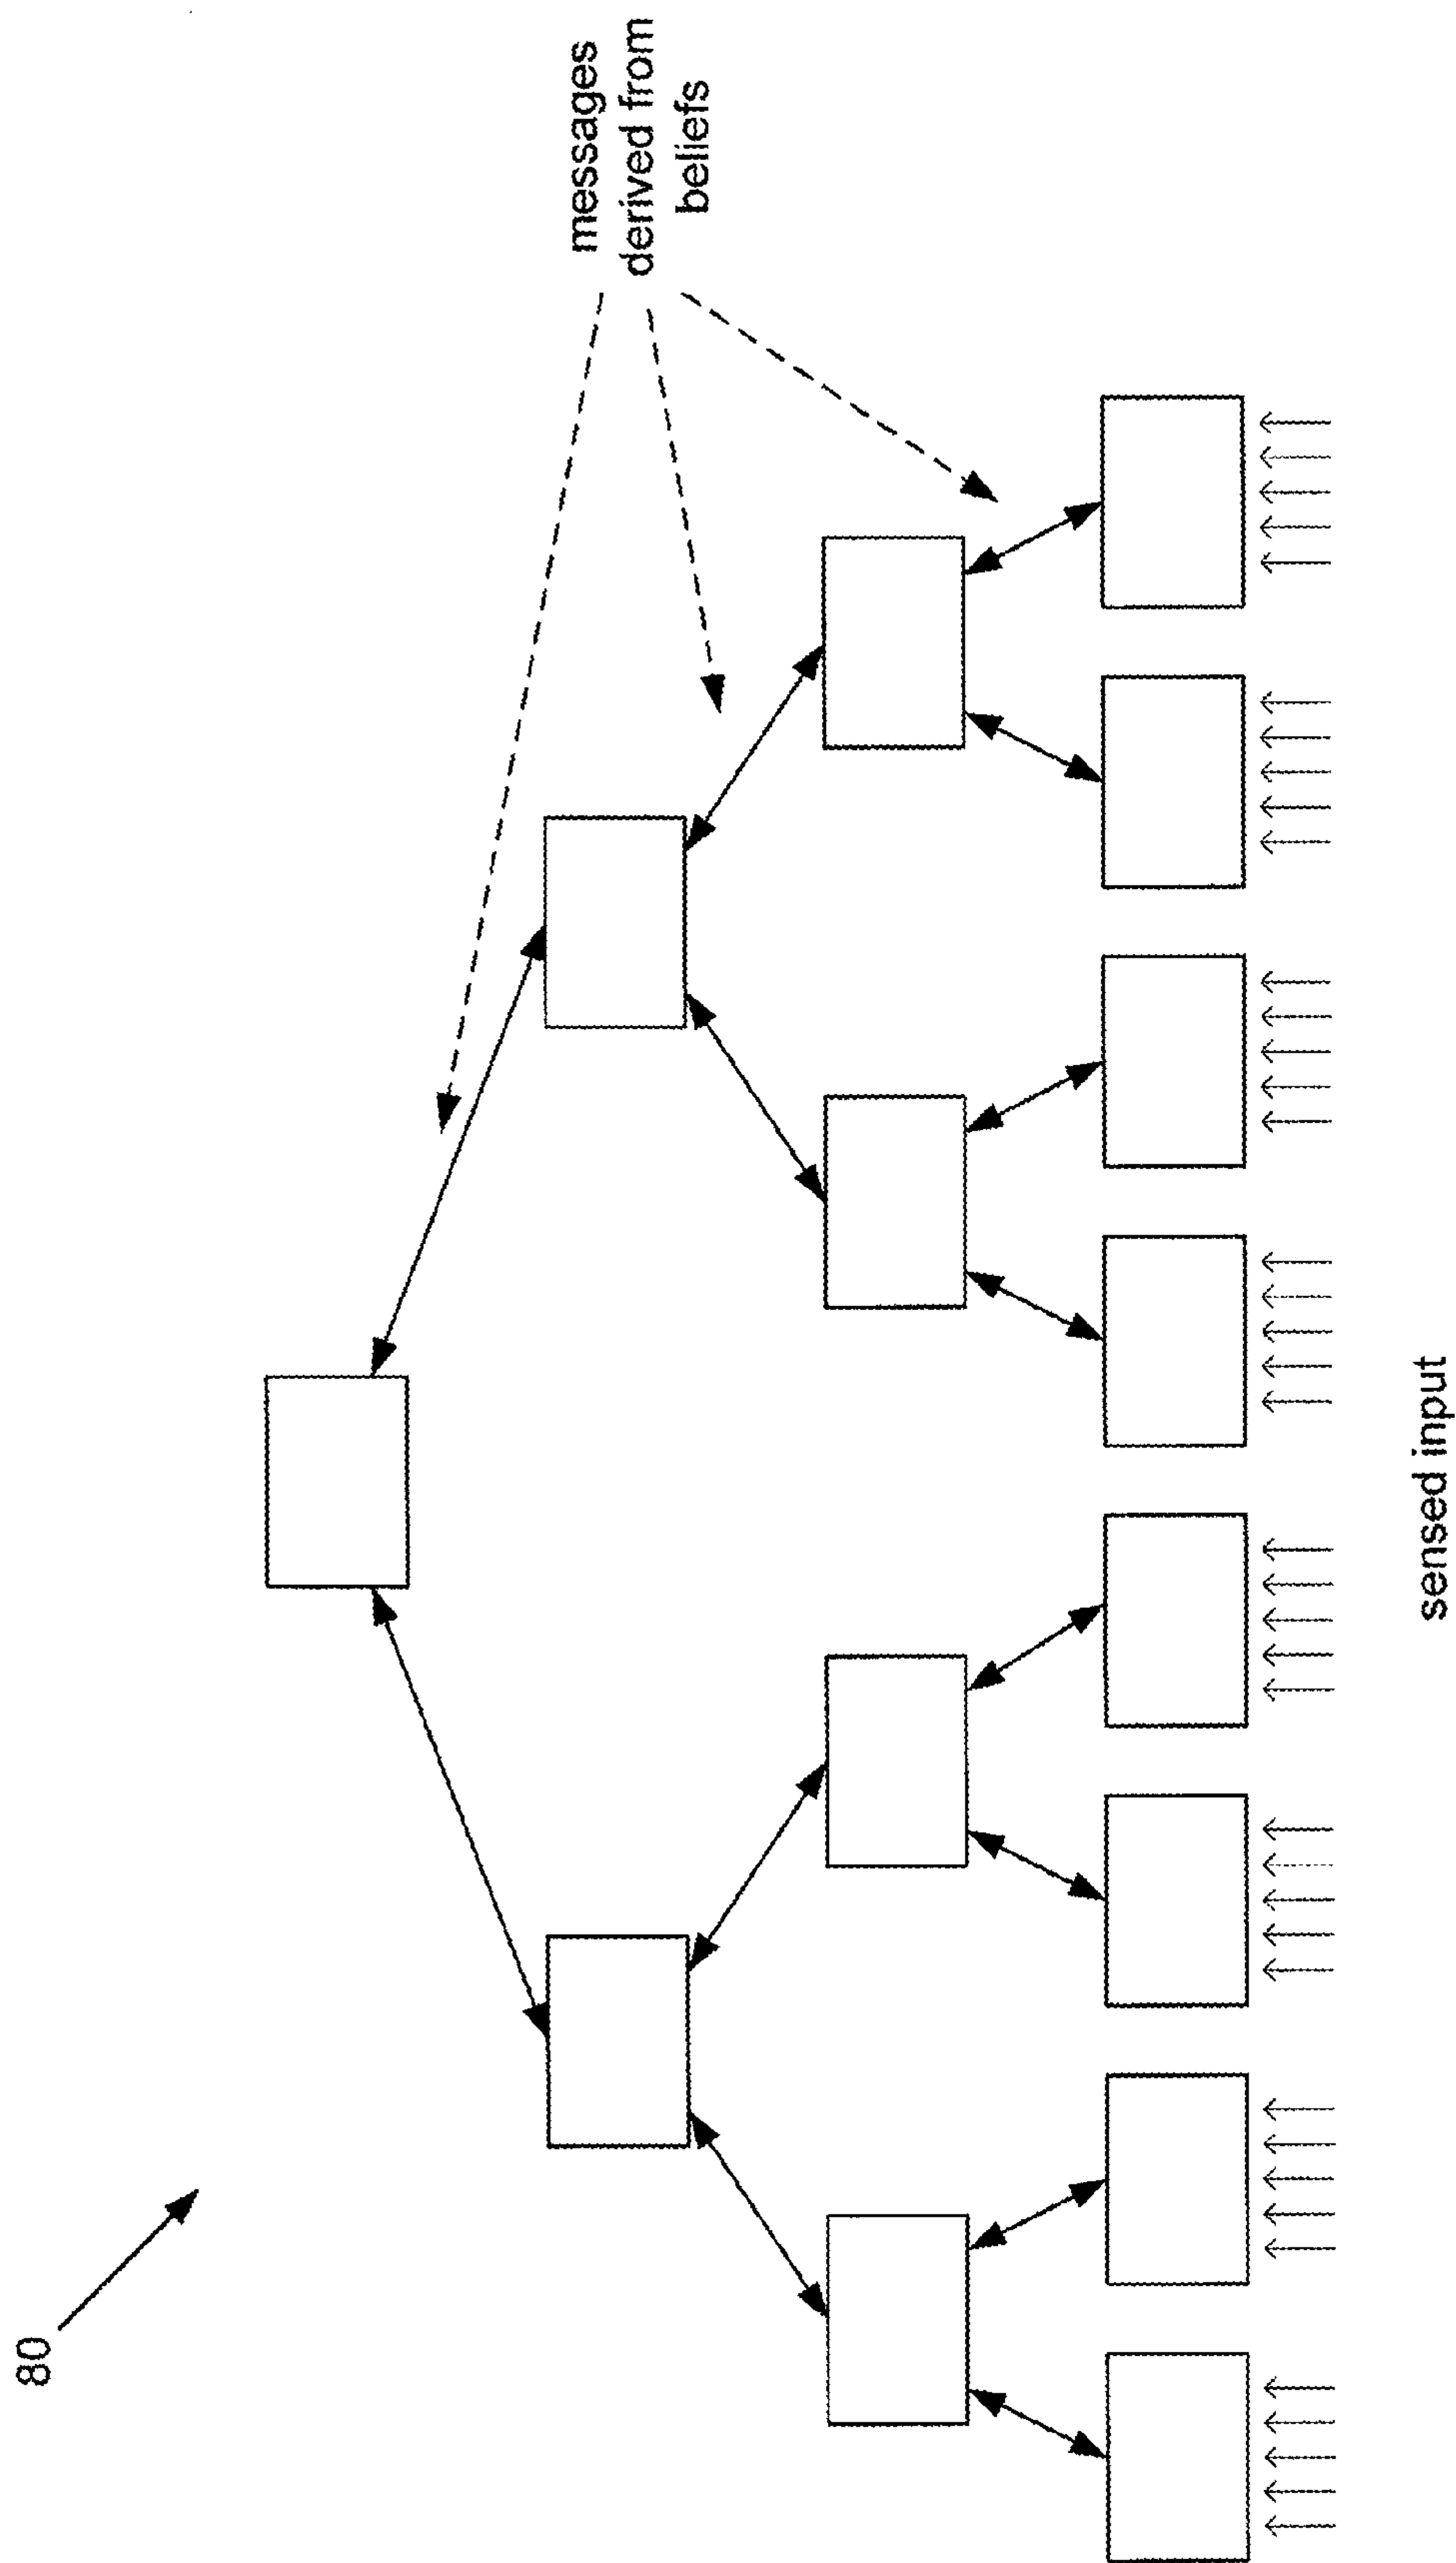 80
messages
derived from
beliefs
sensed input